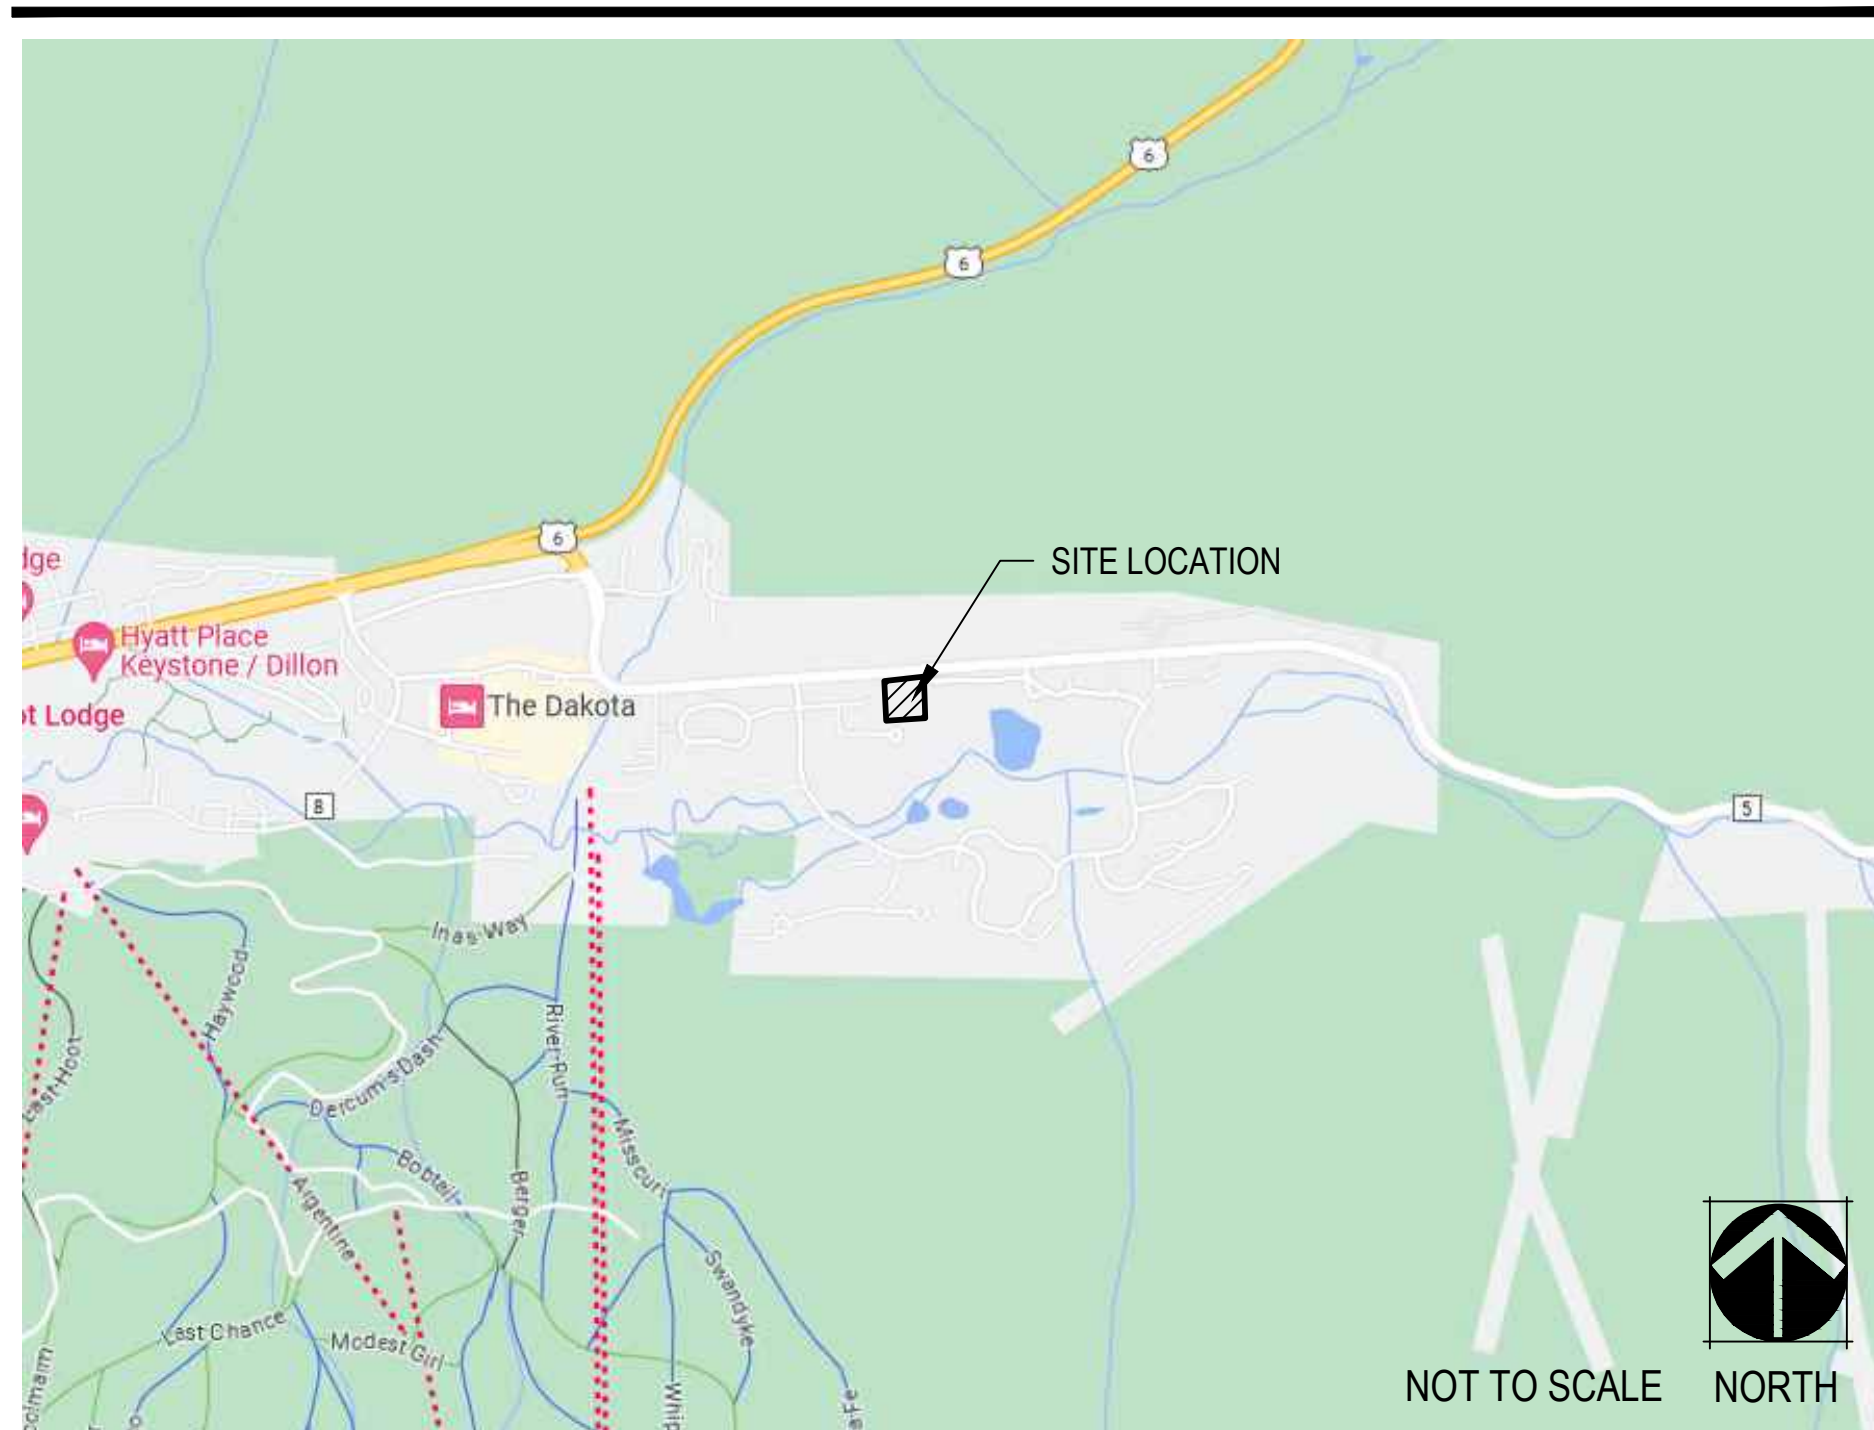 6
6
6
SITE LOCATION
Hyatt Place
Keystone / Dillon
The Dakota
ot Lodge
8
5
Inas Way
Haywood
River Run
Last Hoot
Dercum's Dash
Missouri
Bobtail
Berger
Argentine
Swandyke
Last Chance
Modest Girl
NOT TO SCALE
NORTH